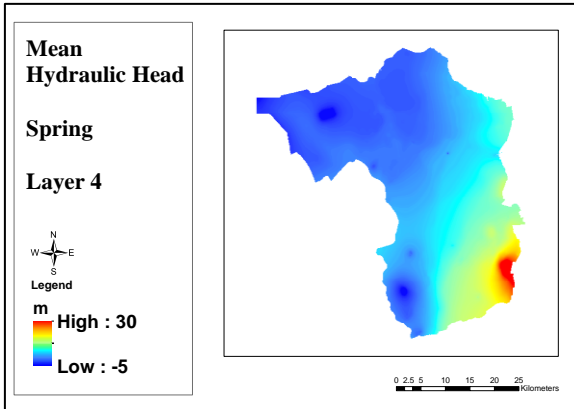 Mean
Hydraulic Head
Spring
Layer 4
N
W E
S
Legend
m
High : 30
Low : -5
0 2.5 5 10 15 20 25
Kilometers